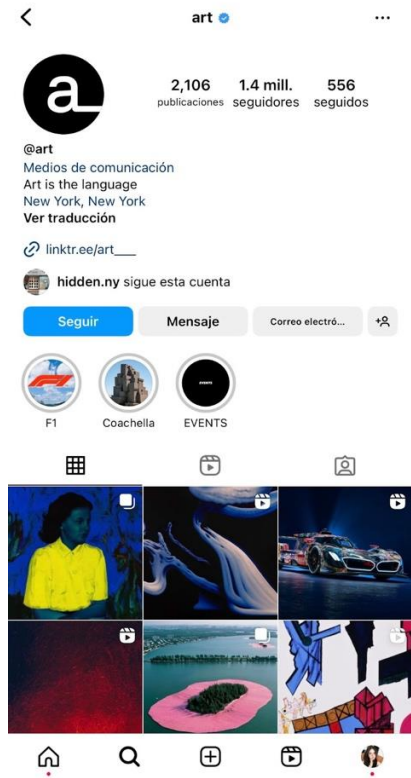 art
2,106 1.4 mill. 556
publicaciones seguidores seguidos
a
@art
Medios de comunicación
Art is the language
New York, New York
Ver traducción
linktr.ee/art___
hidden.ny sigue esta cuenta
Seguir Mensaje Correo electró...
F1 Coachella EVENTS